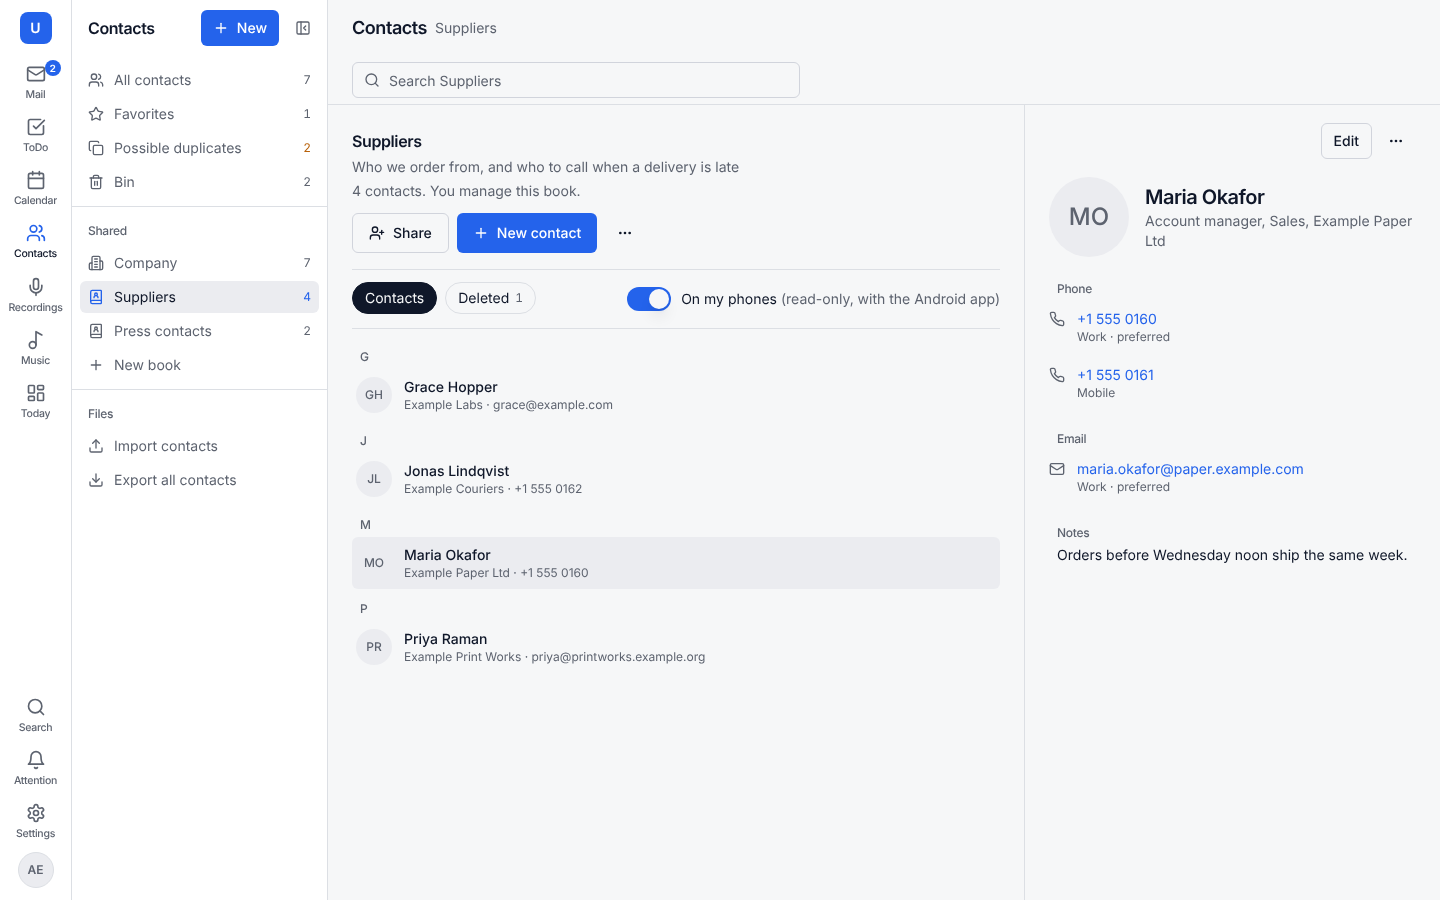 U
2
Mail
ToDo
Calendar
Contacts
Recordings
Music
Today
Search
Attention
Settings
AE
Contacts
New
All contacts 7
Favorites 1
Possible duplicates 2
Bin 2
Shared
Company 7
Suppliers 4
Press contacts 2
New book
Files
Import contacts
Export all contacts
Contacts Suppliers
Search Suppliers
Suppliers
Who we order from, and who to call when a delivery is late
4 contacts. You manage this book.
Share
New contact
Contacts
Deleted 1
On my phones (read-only, with the Android app)
G
GH
Grace Hopper
Example Labs · grace@example.com
J
JL
Jonas Lindqvist
Example Couriers · +1 555 0162
M
MO
Maria Okafor
Example Paper Ltd · +1 555 0160
P
PR
Priya Raman
Example Print Works · priya@printworks.example.org
Edit
MO
Maria Okafor
Account manager, Sales, Example Paper
Ltd
Phone
+1 555 0160
Work · preferred
+1 555 0161
Mobile
Email
maria.okafor@paper.example.com
Work · preferred
Notes
Orders before Wednesday noon ship the same week.